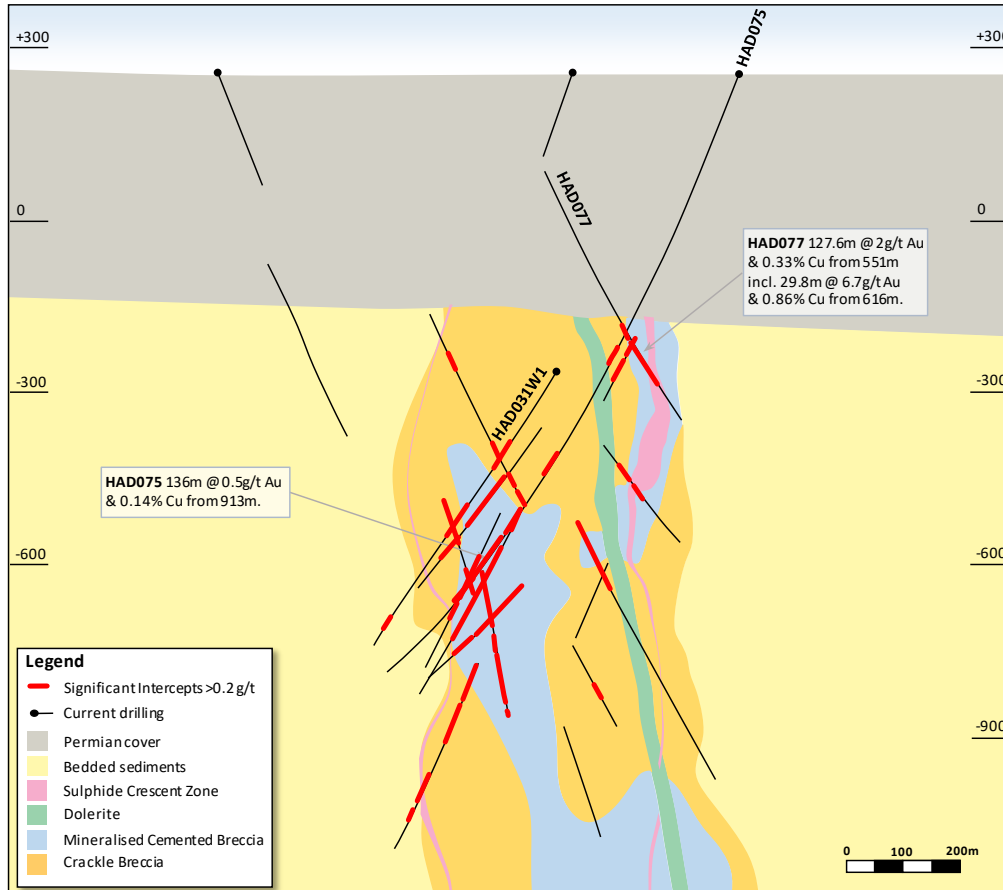 +300
+300
HAD075
HAD077
0
0
HAD077 127.6m @ 2g/t Au
& 0.33% Cu from 551m
incl. 29.8m @ 6.7g/t Au
& 0.86% Cu from 616m.
-300
-300
HAD031W1
HAD075 136m @ 0.5g/t Au
& 0.14% Cu from 913m.
-600
-600
-900
Legend
Significant Intercepts >0.2 g/t
Current drilling
Permian cover
Bedded sediments
Sulphide Crescent Zone
Dolerite
Mineralised Cemented Breccia
Crackle Breccia
0 100 200m